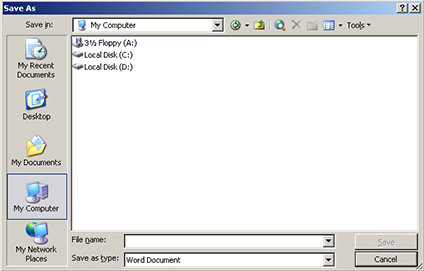 Save As
Save in: My Computer Tools
3½ Floppy (A:)
Local Disk (C:)
Local Disk (D:)
My Recent
Documents
Desktop
My Documents
My Computer
My Network
Places
File name: Save
Save as type: Word Document Cancel